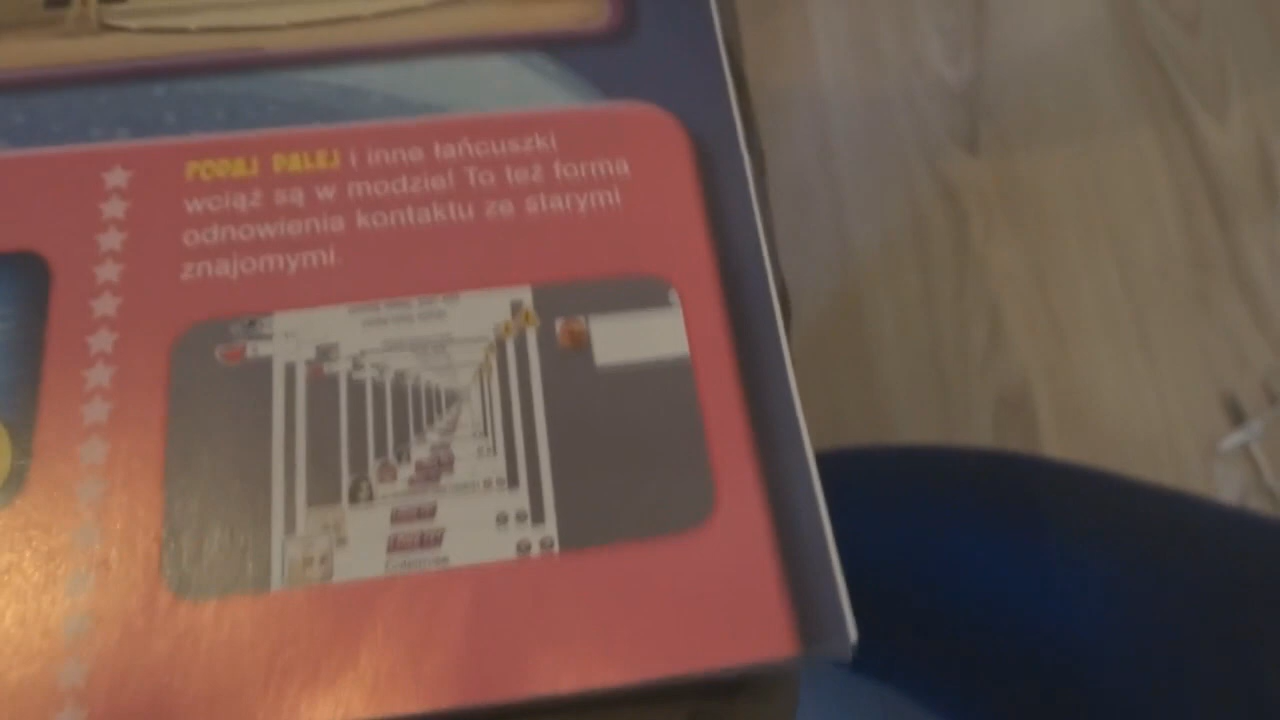 PODAJ DALEJ i inne łańcuszki
wciąż są w modzie! To też forma
odnowienia kontaktu ze starymi
znajomymi.